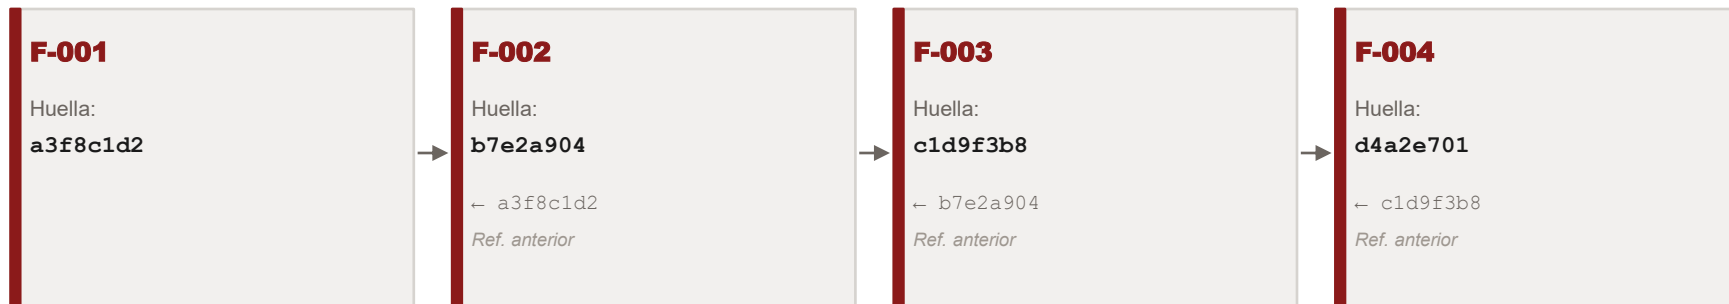 F-001
Huella:
a3f8c1d2
F-002
Huella:
b7e2a904
← a3f8c1d2
Ref. anterior
F-003
Huella:
c1d9f3b8
← b7e2a904
Ref. anterior
F-004
Huella:
d4a2e701
← c1d9f3b8
Ref. anterior